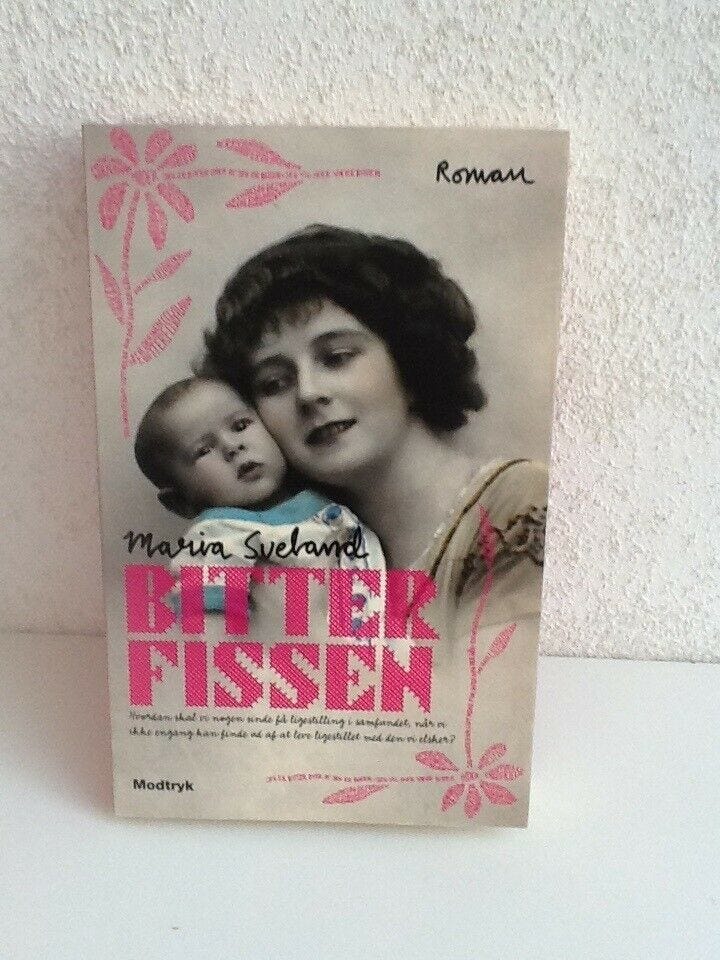 Roman
Maria Sveland
BITTER
FISSEN
Hvordan skal vi nogen sinde få ligestilling i samfundet, når vi
ikke engang kan finde ud af at leve ligestillet med den vi elsker?
Modtryk